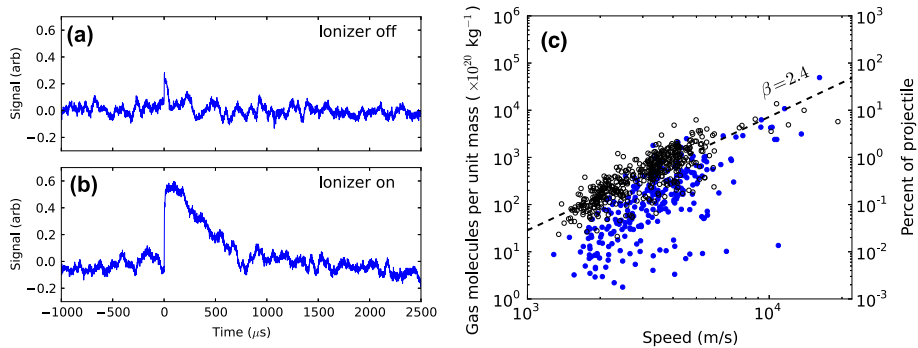 (a)
Ionizer off
Signal (arb)
0.6
0.4
0.2
0.0
−0.2
(b)
Ionizer on
Signal (arb)
0.6
0.4
0.2
0.0
−0.2
−1000 −500 0 500 1000 1500 2000 2500
Time (μs)
(c)
β=2.4
Gas molecules per unit mass (×10²⁰ kg⁻¹)
10⁶
10⁵
10⁴
10³
10²
10¹
10⁰
10³ 10⁴
Speed (m/s)
10³
10²
10¹
10⁰
10⁻¹
10⁻²
10⁻³
Percent of projectile